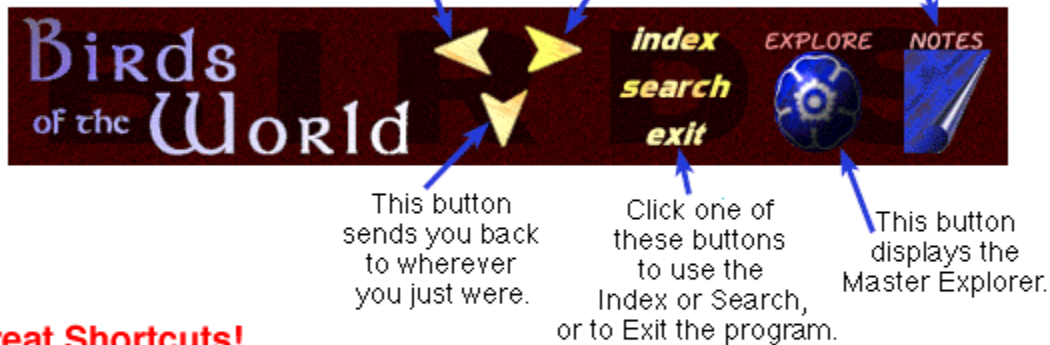 Birds
of the World
index
search
exit
EXPLORE
NOTES
BIRDS
This button
sends you back
to wherever
you just were.
Click one of
these buttons
to use the
Index or Search,
or to Exit the program.
This button
displays the
Master Explorer.
Shortcuts!